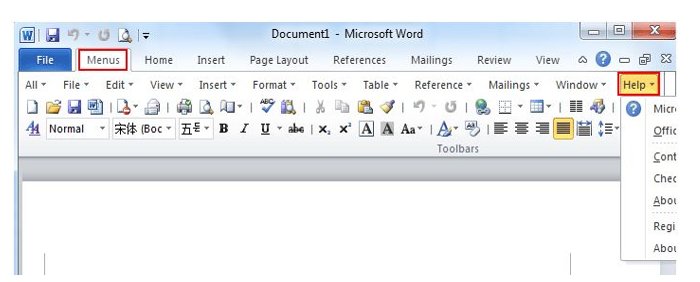 Document1 - Microsoft Word
File Menus Home Insert Page Layout References Mailings Review View
All File Edit View Insert Format Tools Table Reference Mailings Window Help
Normal 宋体 (Boc 五号 B I U abc X₂ X² A A Aa A
Toolbars
Micr
Offic
Cont
Chec
Abou
Regi
Abou